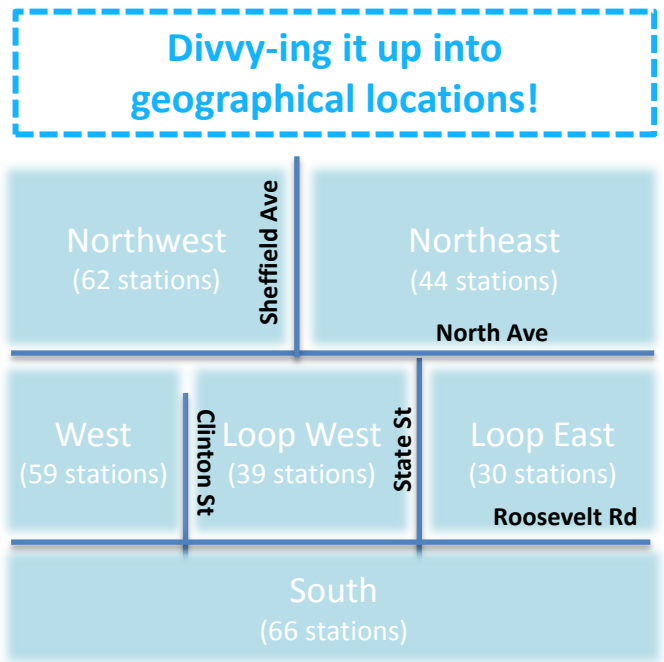 Divvy-ing it up into
geographical locations!
Northwest
(62 stations)
Sheffield Ave
Northeast
(44 stations)
North Ave
West
(59 stations)
Clinton St
Loop West
(39 stations)
State St
Loop East
(30 stations)
Roosevelt Rd
South
(66 stations)